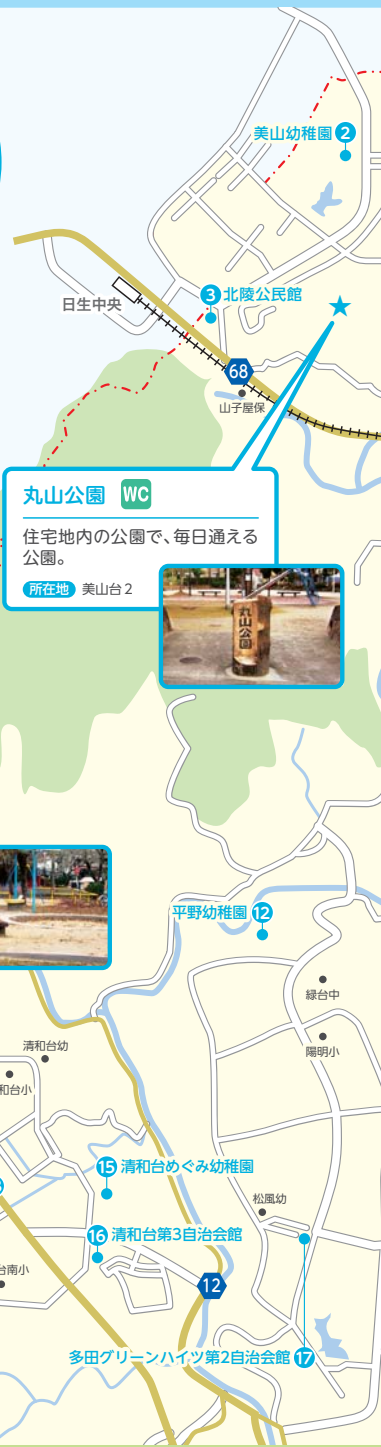 美山幼稚園 2
3 北陵公民館
日生中央
68
山子屋保
丸山公園 WC
住宅地内の公園で、毎日通える
公園。
所在地 美山台2
丸山公園
平野幼稚園 12
緑台中
陽明小
清和台幼
和台小
15 清和台めぐみ幼稚園
松風幼
16 清和台第3自治会館
台南小
12
多田グリーンハイツ第2自治会館 17